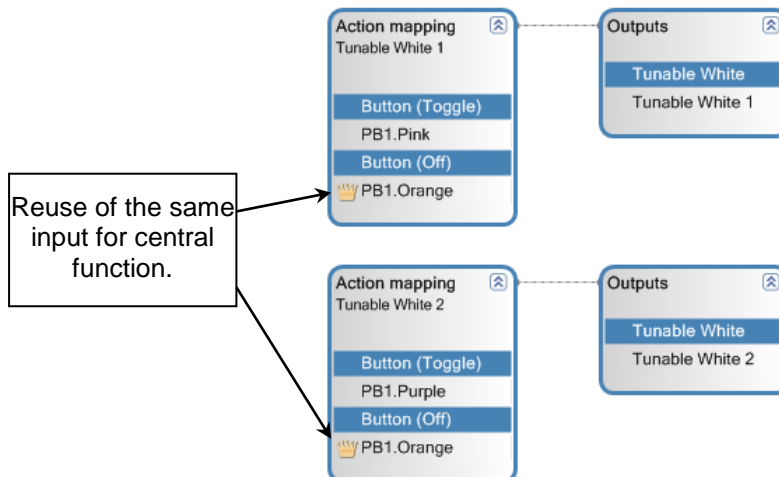 Action mapping
Tunable White 1
Button (Toggle)
PB1.Pink
Button (Off)
PB1.Orange
Outputs
Tunable White
Tunable White 1
Reuse of the same
input for central
function.
Action mapping
Tunable White 2
Button (Toggle)
PB1.Purple
Button (Off)
PB1.Orange
Outputs
Tunable White
Tunable White 2